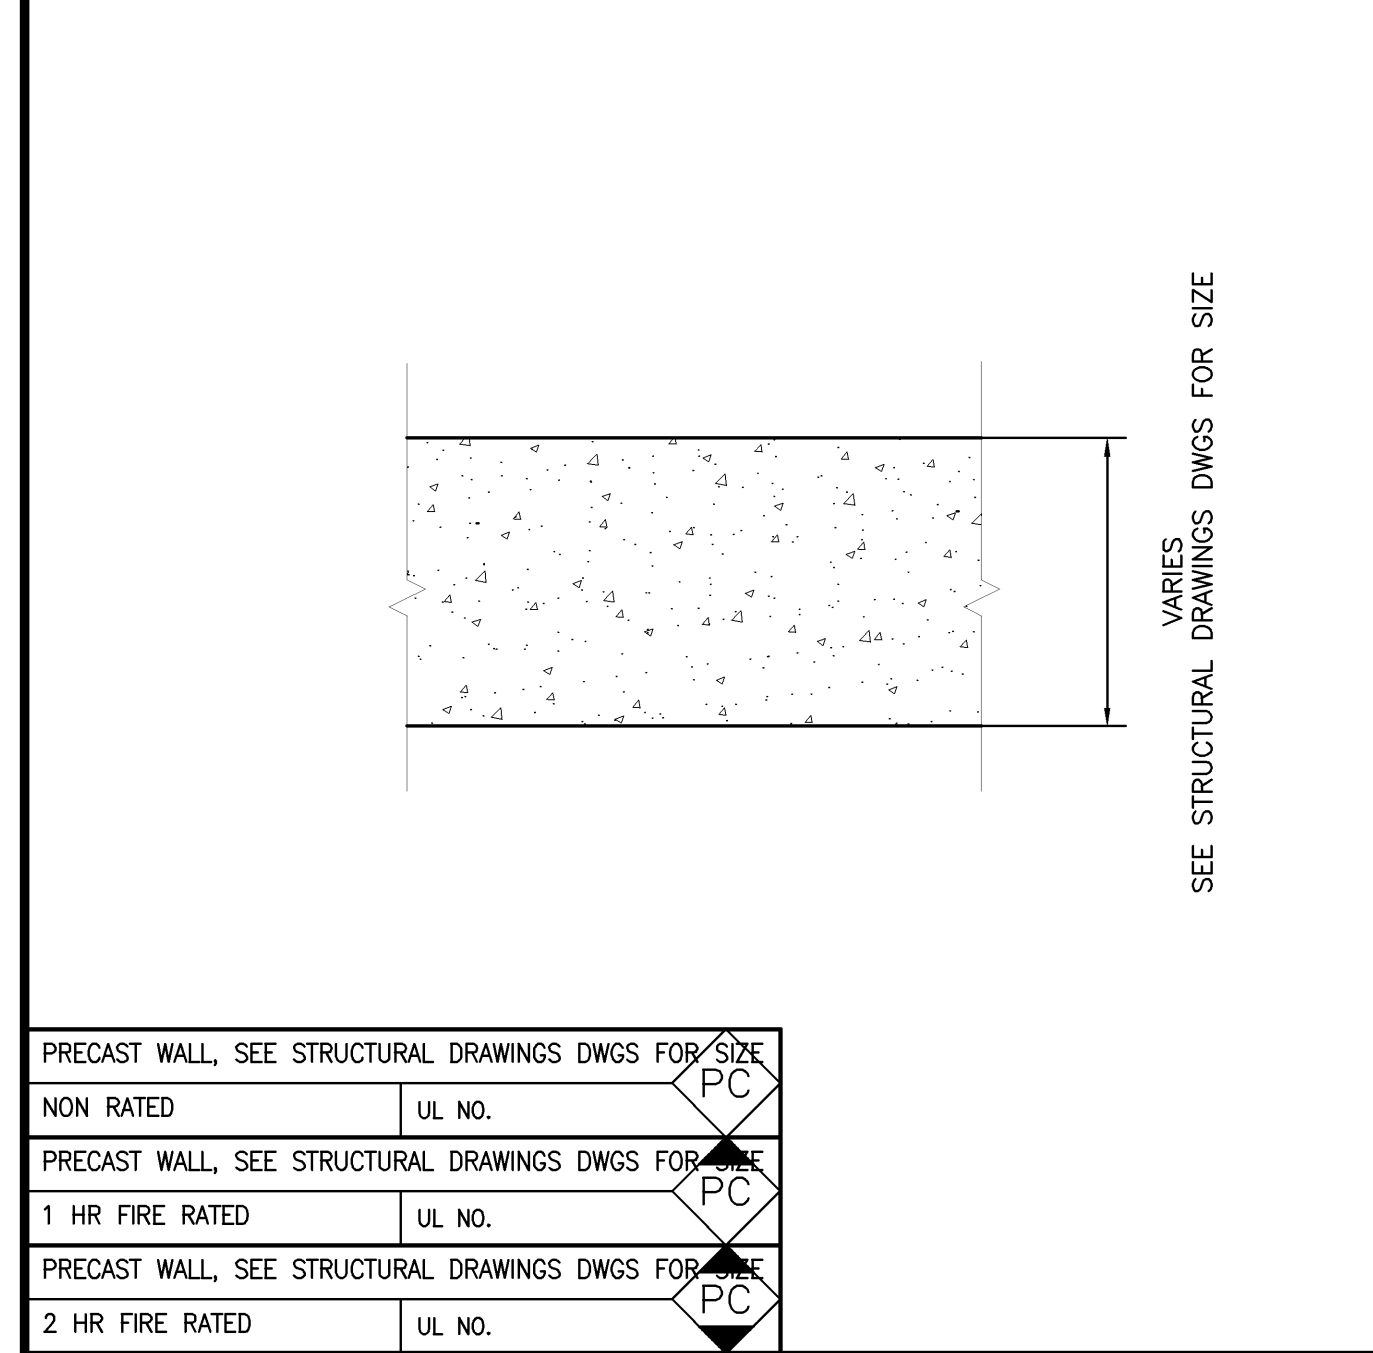 VARIES
SEE STRUCTURAL DRAWINGS DWGS FOR SIZE
PRECAST WALL, SEE STRUCTURAL DRAWINGS DWGS FOR SIZE
PC
NON RATED
UL NO.
PRECAST WALL, SEE STRUCTURAL DRAWINGS DWGS FOR SIZE
PC
1 HR FIRE RATED
UL NO.
PRECAST WALL, SEE STRUCTURAL DRAWINGS DWGS FOR SIZE
PC
2 HR FIRE RATED
UL NO.